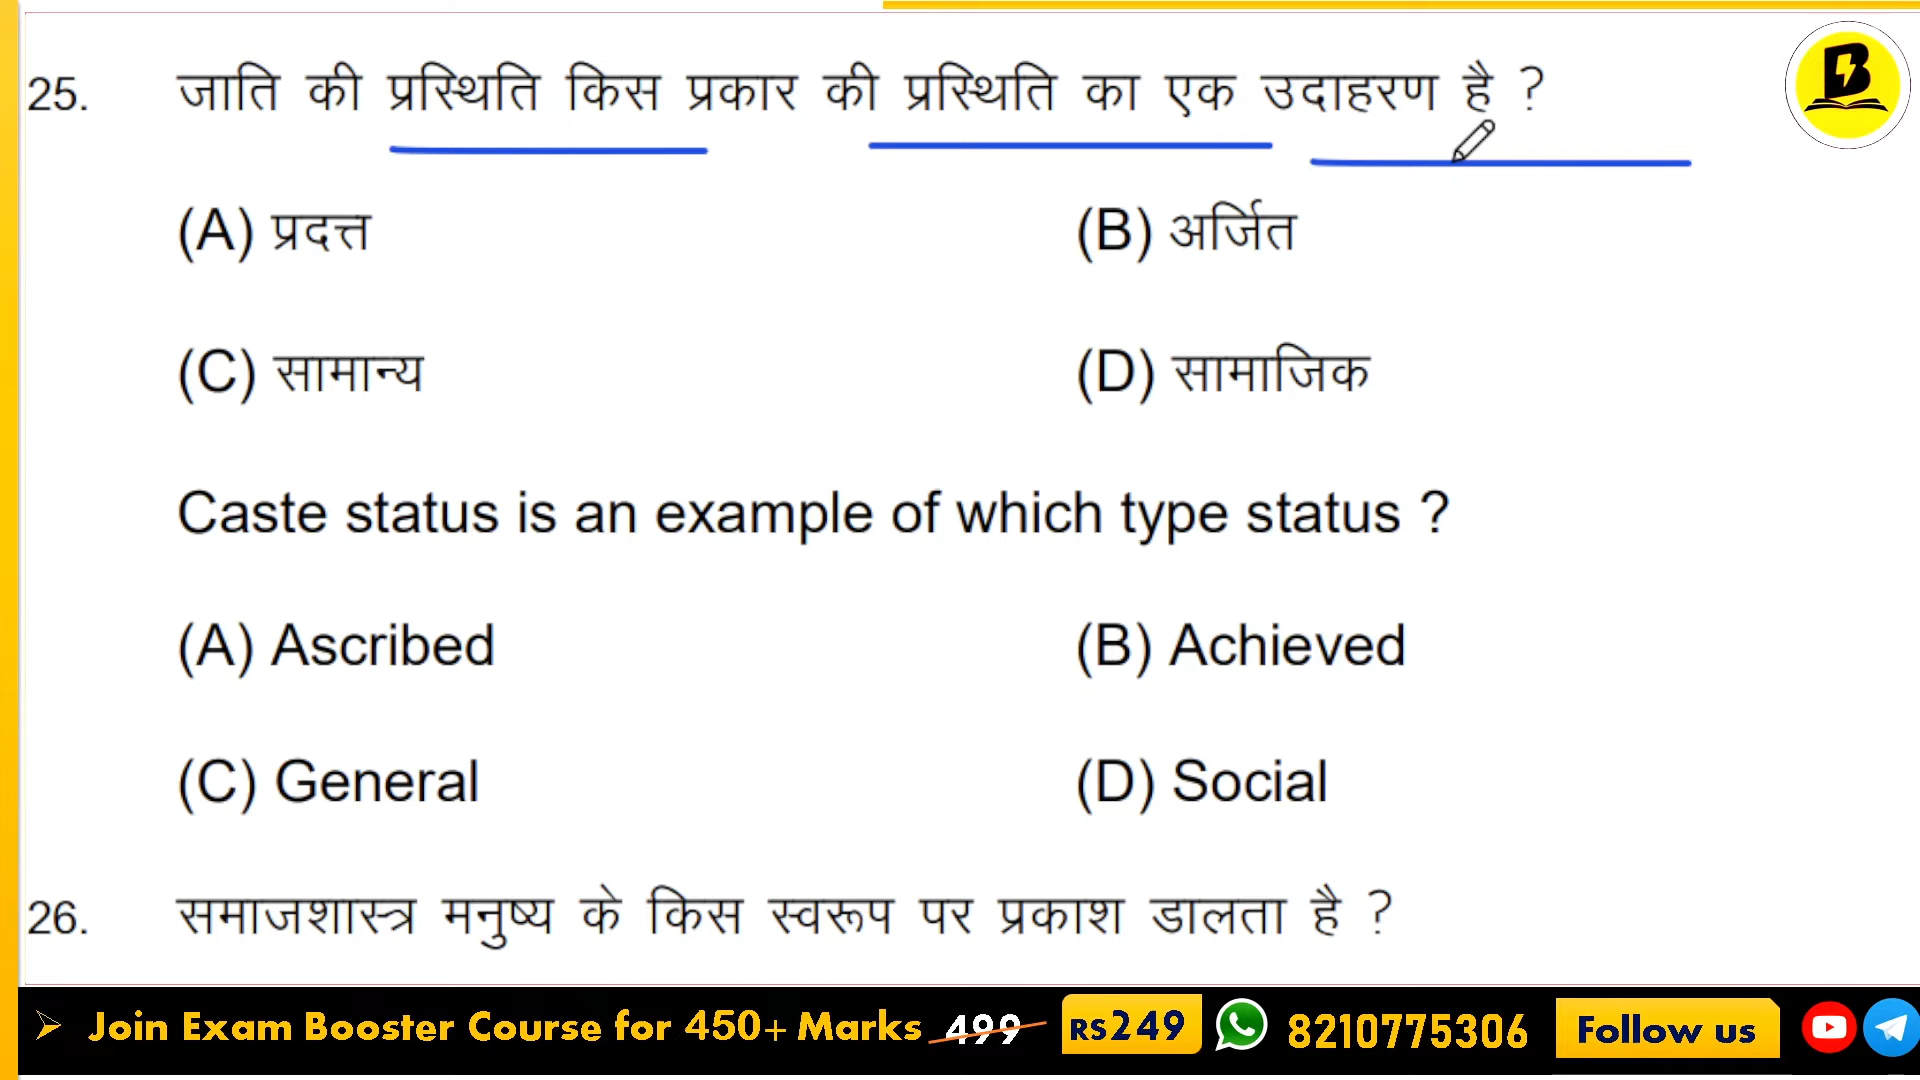 25. जाति की प्रस्थिति किस प्रकार की प्रस्थिति का एक उदाहरण है ?
(A) प्रदत्त (B) अर्जित
(C) सामान्य (D) सामाजिक
Caste status is an example of which type status ?
(A) Ascribed (B) Achieved
(C) General (D) Social
26. समाजशास्त्र मनुष्य के किस स्वरूप पर प्रकाश डालता है ?
Join Exam Booster Course for 450+ Marks 499 RS249 8210775306 Follow us